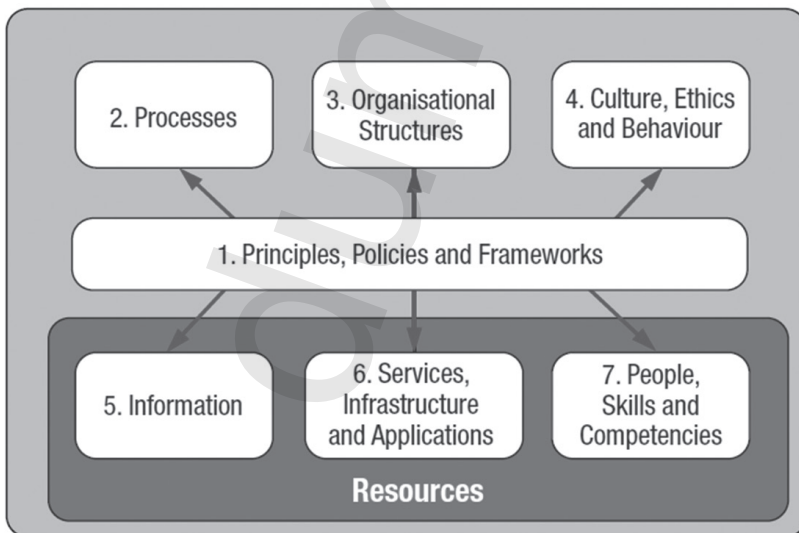 2. Processes
3. Organisational
Structures
4. Culture, Ethics
and Behaviour
1. Principles, Policies and Frameworks
5. Information
6. Services,
Infrastructure
and Applications
7. People,
Skills and
Competencies
Resources